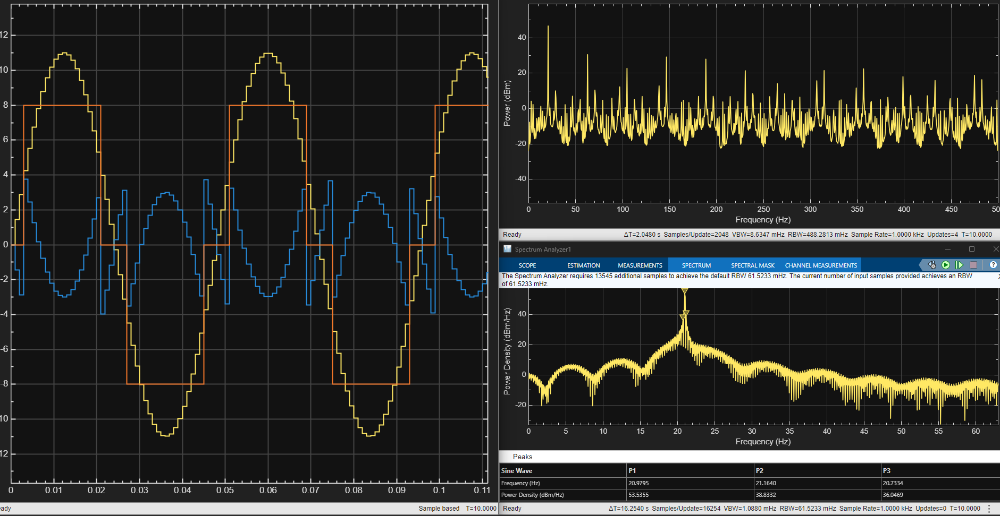 12
10
8
6
4
2
0
-2
-4
-6
-8
10
12
0 0.01 0.02 0.03 0.04 0.05 0.06 0.07 0.08 0.09 0.1 0.11
eady Sample based T=10.0000
40
20
0
-20
-40
Power (dBm)
0 50 100 150 200 250 300 350 400 450 50
Frequency (Hz)
Ready ΔT=2.0480 s Samples/Update=2048 VBW=8.6347 mHz RBW=488.2813 mHz Sample Rate=1.0000 kHz Updates=4 T=10.0000
Spectrum Analyzer1
SCOPE ESTIMATION MEASUREMENTS SPECTRUM SPECTRAL MASK CHANNEL MEASUREMENTS
The Spectrum Analyzer requires 13545 additional samples to achieve the default RBW 61.5233 mHz. The current number of input samples provided achieves an RBW
of 61.5233 mHz.
40
20
0
-20
Power Density (dBm/Hz)
0 5 10 15 20 25 30 35 40 45 50 55 60
Frequency (Hz)
Peaks
Sine Wave P1 P2 P3
Frequency (Hz) 20.9795 21.1640 20.7334
Power Density (dBm/Hz) 53.5355 38.8332 36.0469
Ready ΔT=16.2540 s Samples/Update=16254 VBW=1.0880 mHz RBW=61.5233 mHz Sample Rate=1.0000 kHz Updates=0 T=10.0000